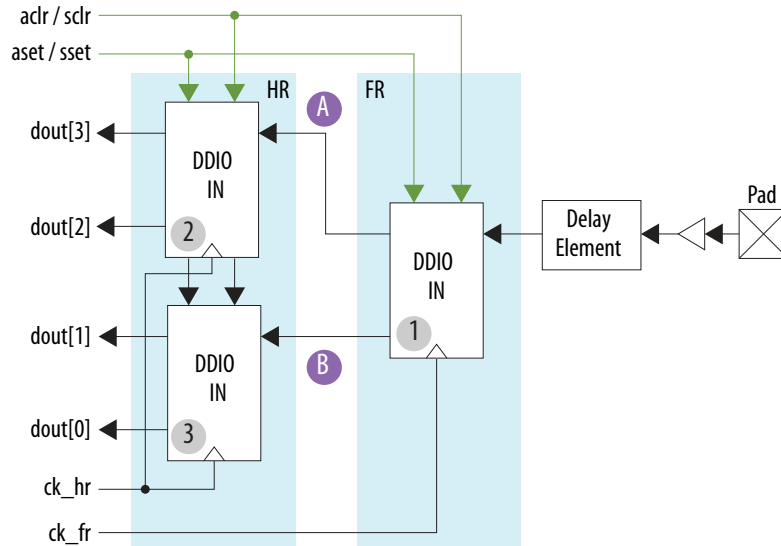 aclr / sclr
aset / sset
HR
FR
A
dout[3]
DDIO
IN
dout[2]
2
Pad
Delay
Element
DDIO
IN
1
dout[1]
DDIO
IN
B
dout[0]
3
ck_hr
ck_fr